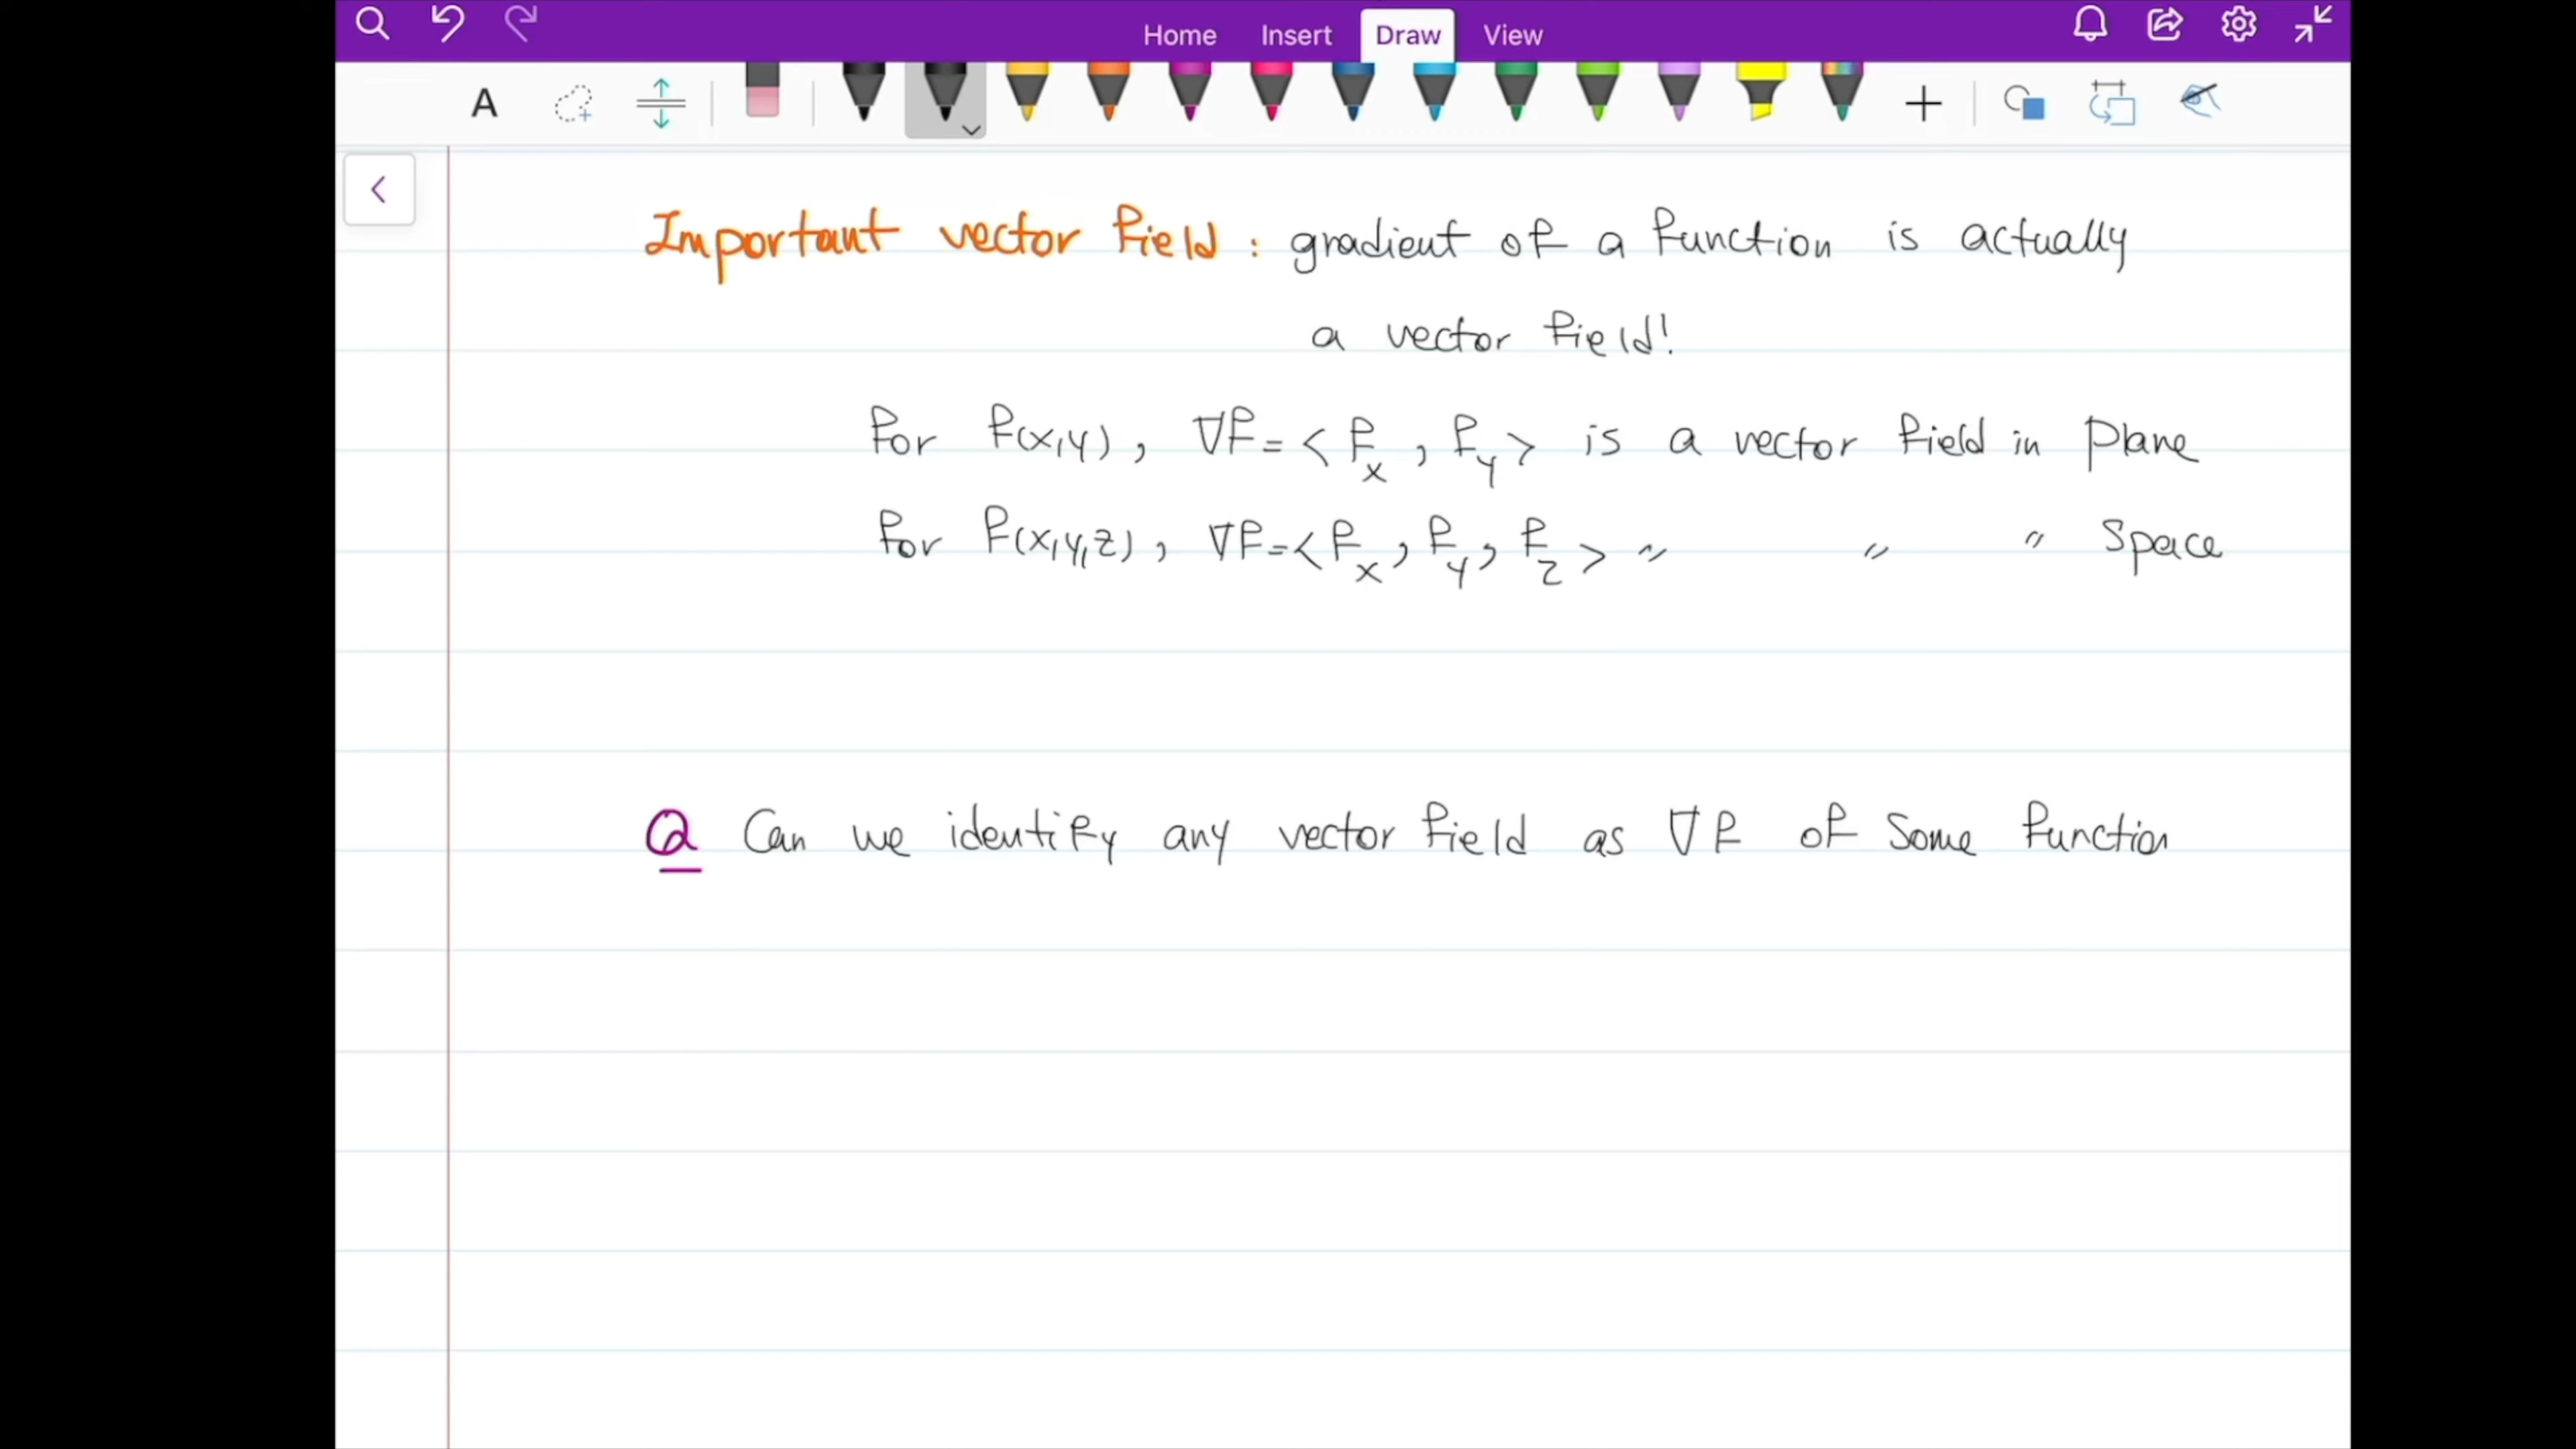 Home Insert Draw View
A
Important vector field : gradient of a function is actually
a vector field!
for f(x,y), ∇f = < f_x , f_y > is a vector field in plane
for f(x,y,z), ∇f = < f_x , f_y , f_z > " " " Space
Q Can we identify any vector field as ∇f of some function